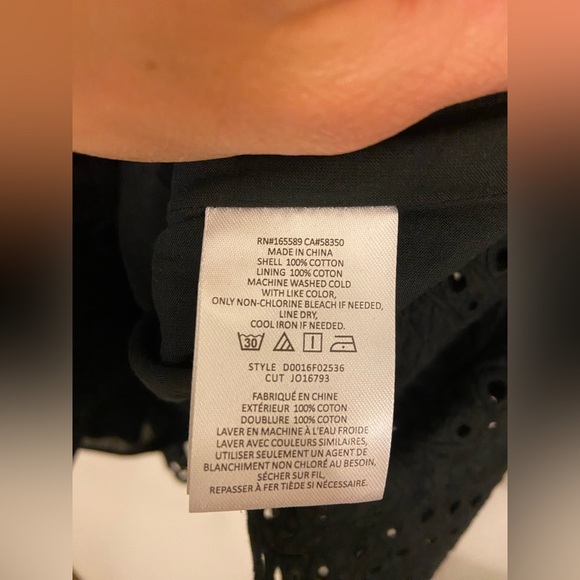 RN#165589 CA#58350
MADE IN CHINA
SHELL 100% COTTON
LINING 100% COTON
MACHINE WASHED COLD
WITH LIKE COLOR,
ONLY NON-CHLORINE BLEACH IF NEEDED,
LINE DRY,
COOL IRON IF NEEDED.
30
STYLE D0016F02536
CUT JO16793
FABRIQUÉ EN CHINE
EXTÉRIEUR 100% COTON
DOUBLURE 100% COTON
LAVER EN MACHINE À L'EAU FROIDE
LAVER AVEC COULEURS SIMILAIRES,
UTILISER SEULEMENT UN AGENT DE
BLANCHIMENT NON CHLORÉ AU BESOIN,
SÉCHER SUR FIL,
REPASSER À FER TIÈDE SI NÉCESSAIRE.